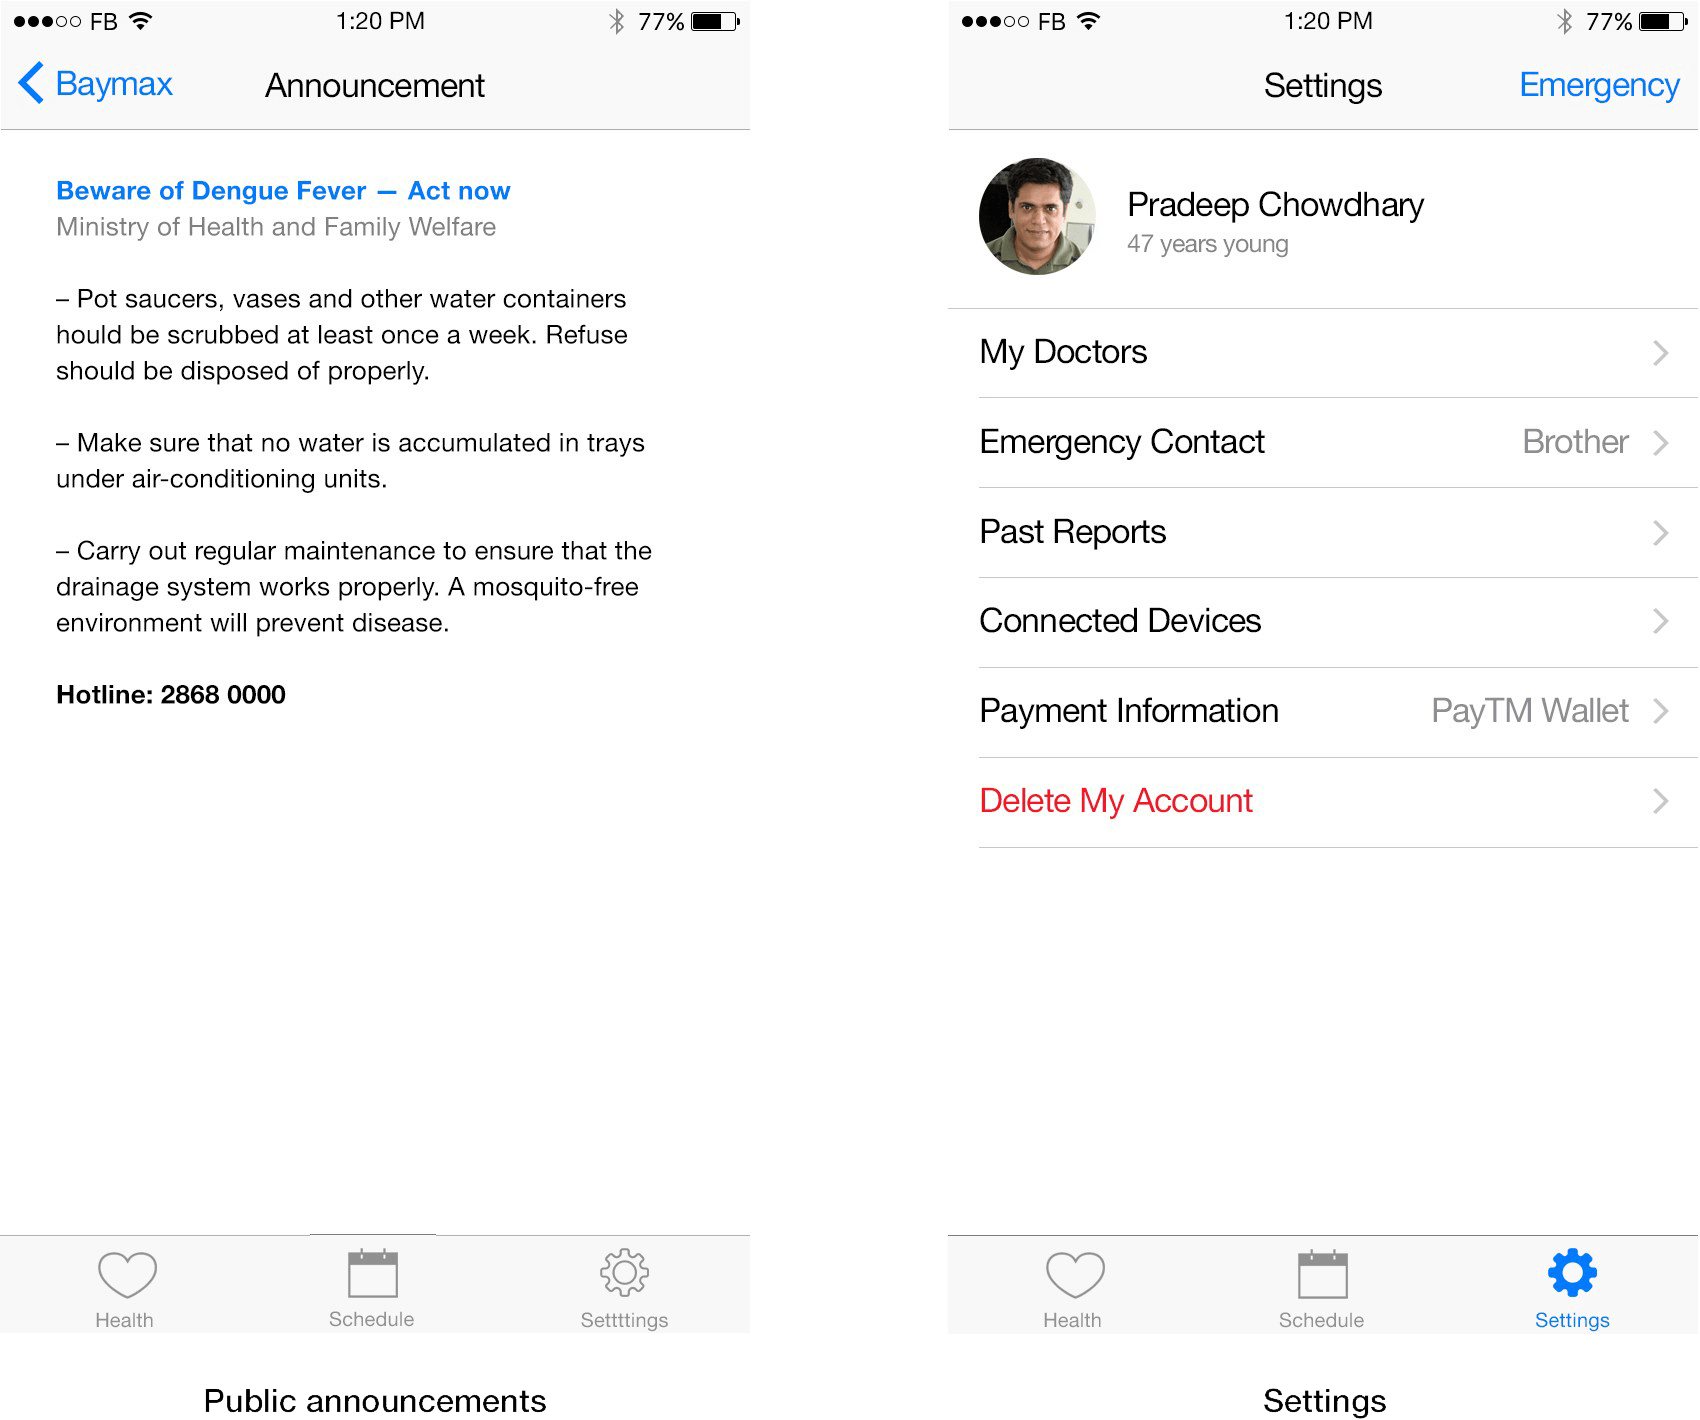 FB 1:20 PM 77%
Baymax Announcement
Beware of Dengue Fever — Act now
Ministry of Health and Family Welfare
– Pot saucers, vases and other water containers
hould be scrubbed at least once a week. Refuse
should be disposed of properly.
– Make sure that no water is accumulated in trays
under air-conditioning units.
– Carry out regular maintenance to ensure that the
drainage system works properly. A mosquito-free
environment will prevent disease.
Hotline: 2868 0000
Health Schedule Settttings
Public announcements
FB 1:20 PM 77%
Settings Emergency
Pradeep Chowdhary
47 years young
My Doctors
Emergency Contact Brother
Past Reports
Connected Devices
Payment Information PayTM Wallet
Delete My Account
Health Schedule Settings
Settings